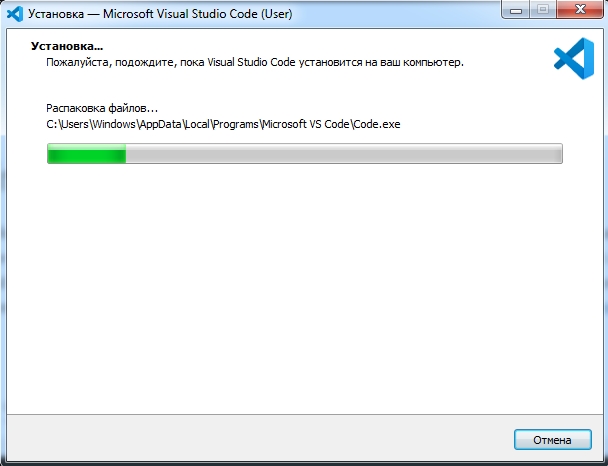 Установка — Microsoft Visual Studio Code (User)
Установка...
Пожалуйста, подождите, пока Visual Studio Code установится на ваш компьютер.
Распаковка файлов...
C:\Users\Windows\AppData\Local\Programs\Microsoft VS Code\Code.exe
Отмена